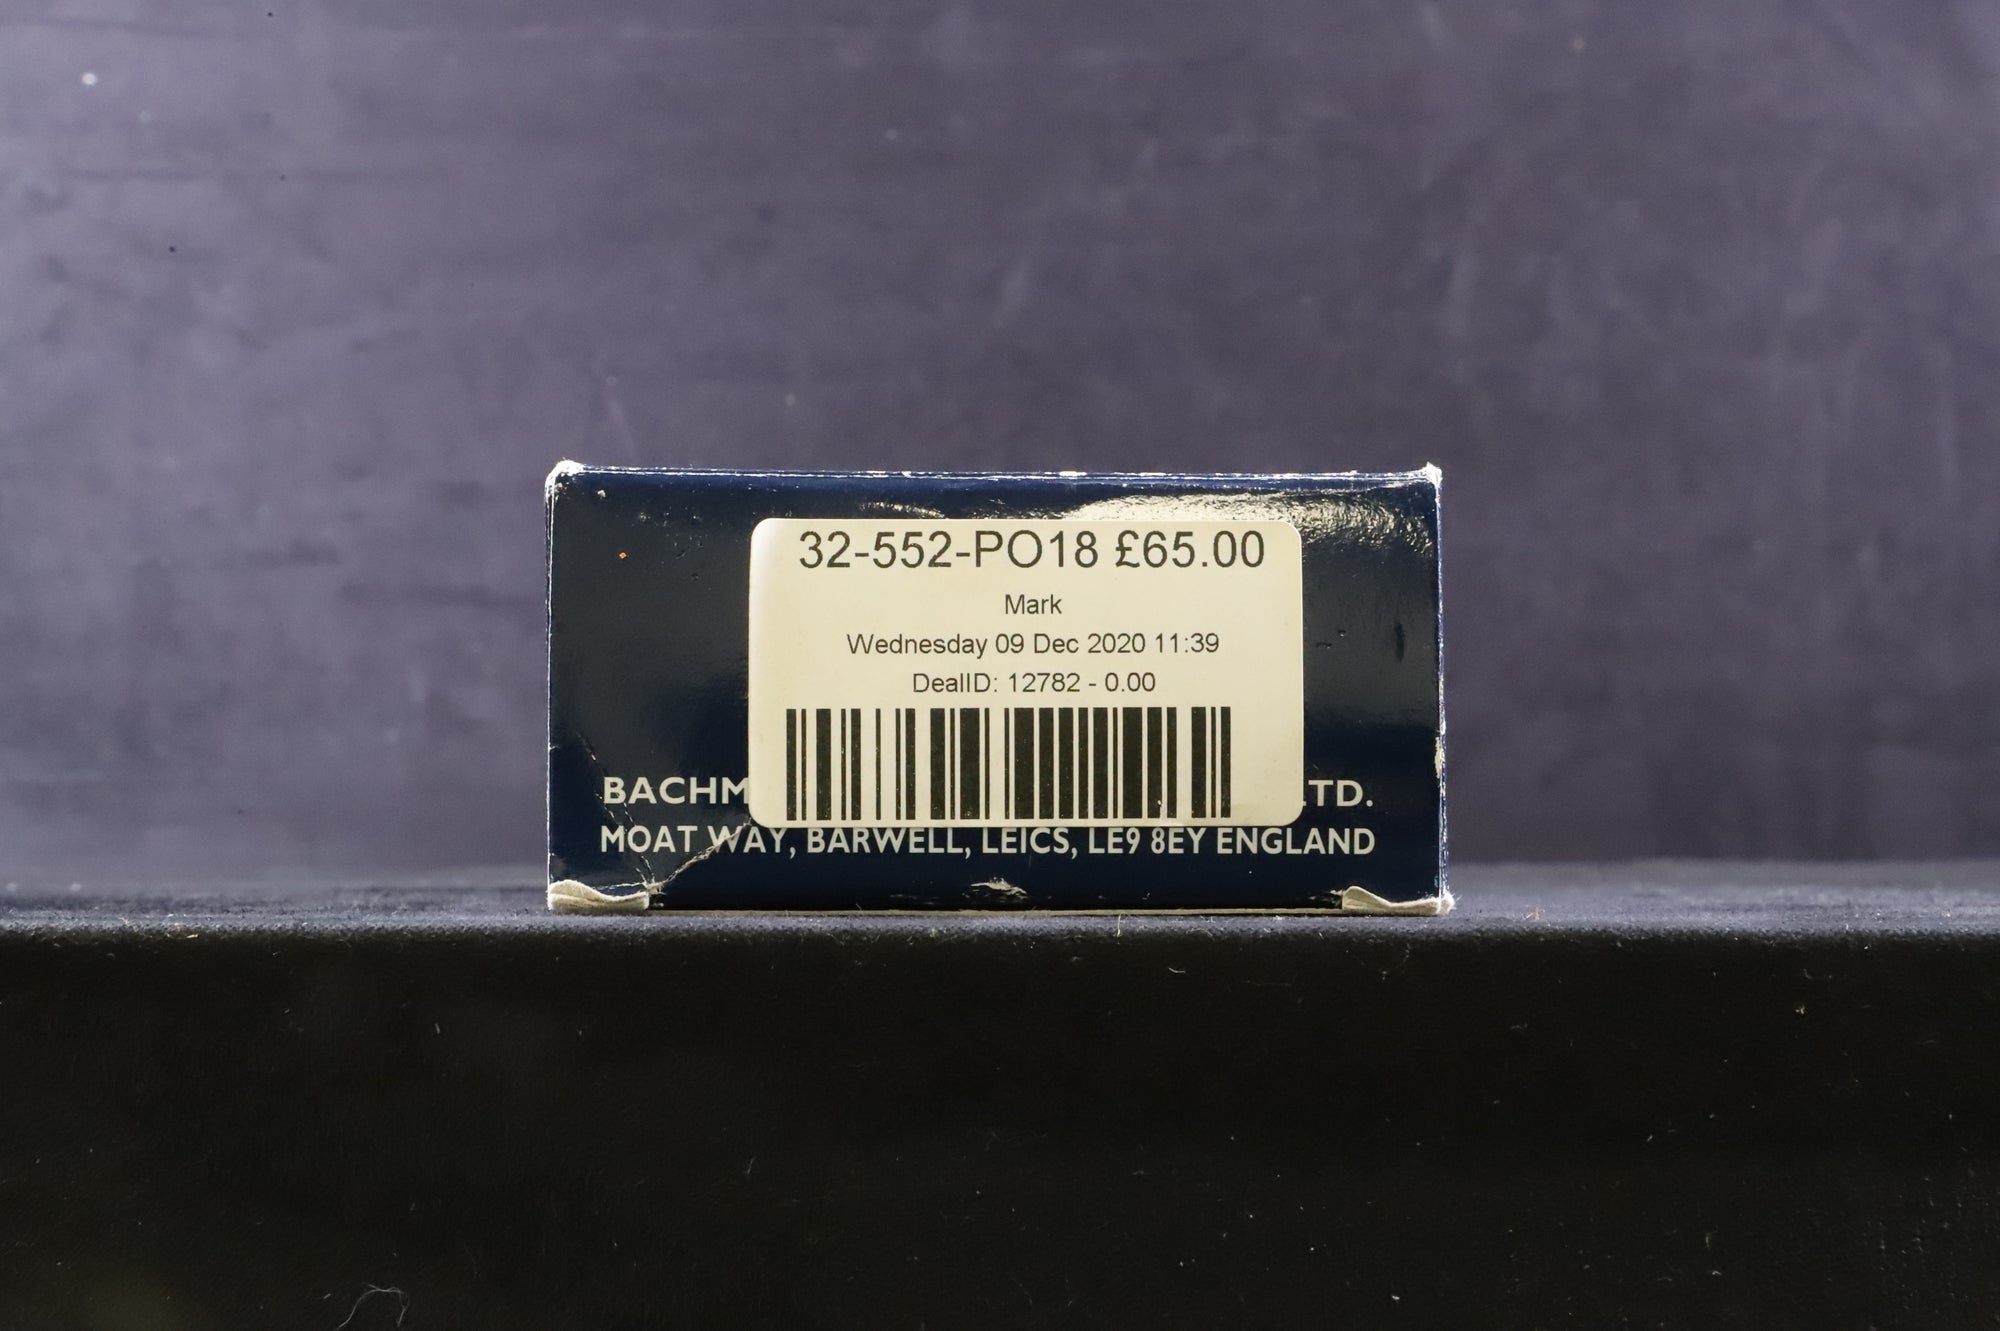 32-552-PO18 £65.00
Mark
Wednesday 09 Dec 2020 11:39
DealID: 12782 - 0.00
BACHM TD.
MOAT WAY, BARWELL, LEICS, LE9 8EY ENGLAND